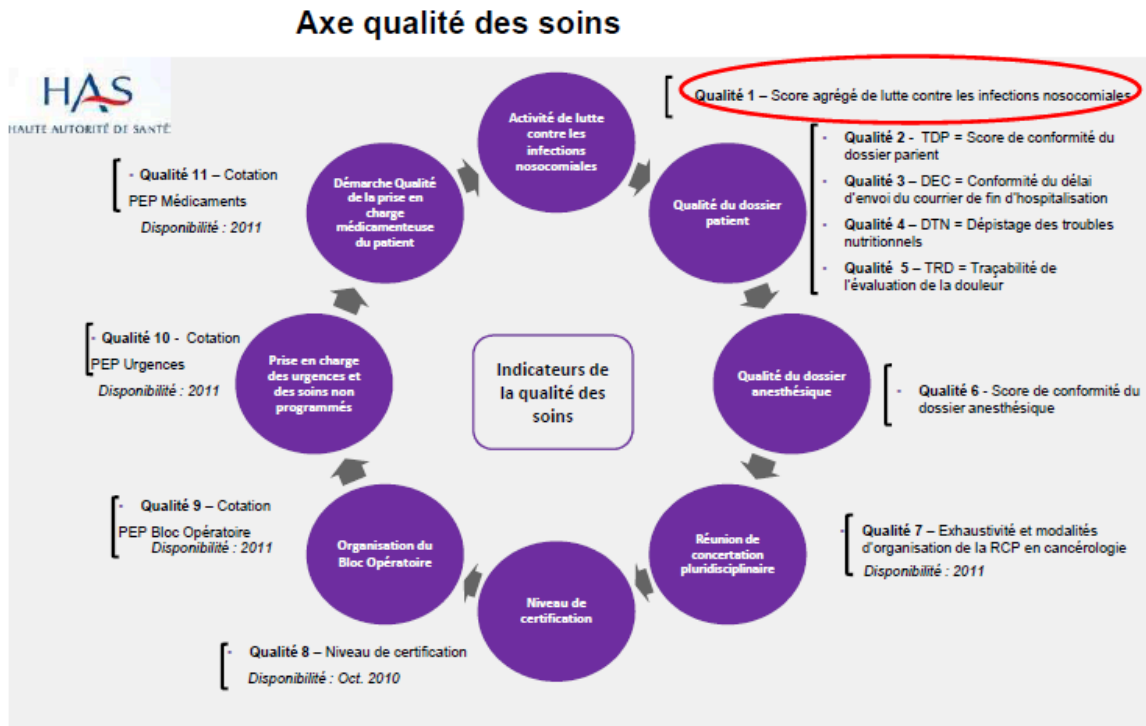 Axe qualité des soins
HAS
HAUTE AUTORITÉ DE SANTÉ
Activité de lutte
contre les
infections
nosocomiales
Qualité 1 – Score agrégé de lutte contre les infections nosocomiales
Qualité du dossier
patient
- Qualité 2 - TDP = Score de conformité du
dossier parient
- Qualité 3 – DEC = Conformité du délai
d'envoi du courrier de fin d'hospitalisation
- Qualité 4 – DTN = Dépistage des troubles
nutritionnels
- Qualité 5 – TRD = Traçabilité de
l'évaluation de la douleur
Qualité du dossier
anesthésique
- Qualité 6 - Score de conformité du
dossier anesthésique
Réunion de
concertation
pluridisciplinaire
- Qualité 7 – Exhaustivité et modalités
d'organisation de la RCP en cancérologie
Disponibilité : 2011
Niveau de
certification
- Qualité 8 – Niveau de certification
Disponibilité : Oct. 2010
Organisation du
Bloc Opératoire
- Qualité 9 – Cotation
PEP Bloc Opératoire
Disponibilité : 2011
Prise en charge
des urgences et
des soins non
programmés
- Qualité 10 - Cotation
PEP Urgences
Disponibilité : 2011
Démarche Qualité
de la prise en
charge
médicamenteuse
du patient
- Qualité 11 – Cotation
PEP Médicaments
Disponibilité : 2011
Indicateurs de
la qualité des
soins